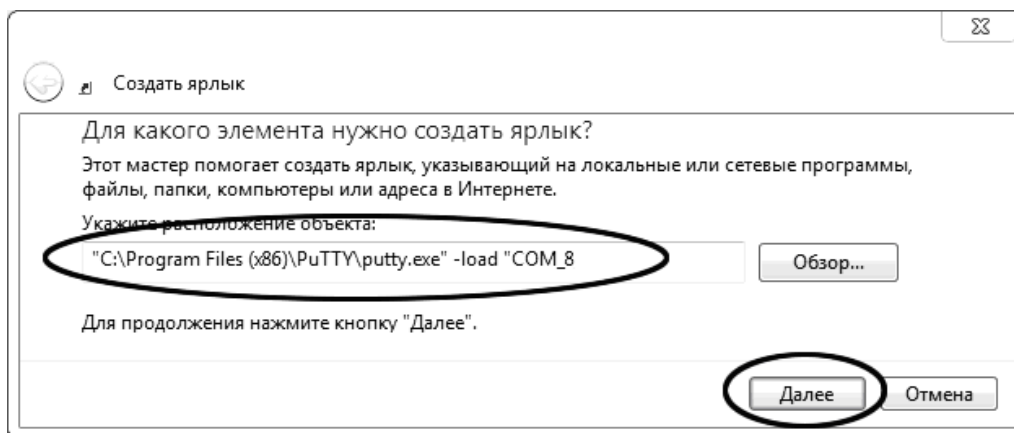 Создать ярлык
Для какого элемента нужно создать ярлык?
Этот мастер помогает создать ярлык, указывающий на локальные или сетевые программы,
файлы, папки, компьютеры или адреса в Интернете.
Укажите расположение объекта:
"C:\Program Files (x86)\PuTTY\putty.exe" -load "COM_8
Обзор...
Для продолжения нажмите кнопку "Далее".
Далее
Отмена